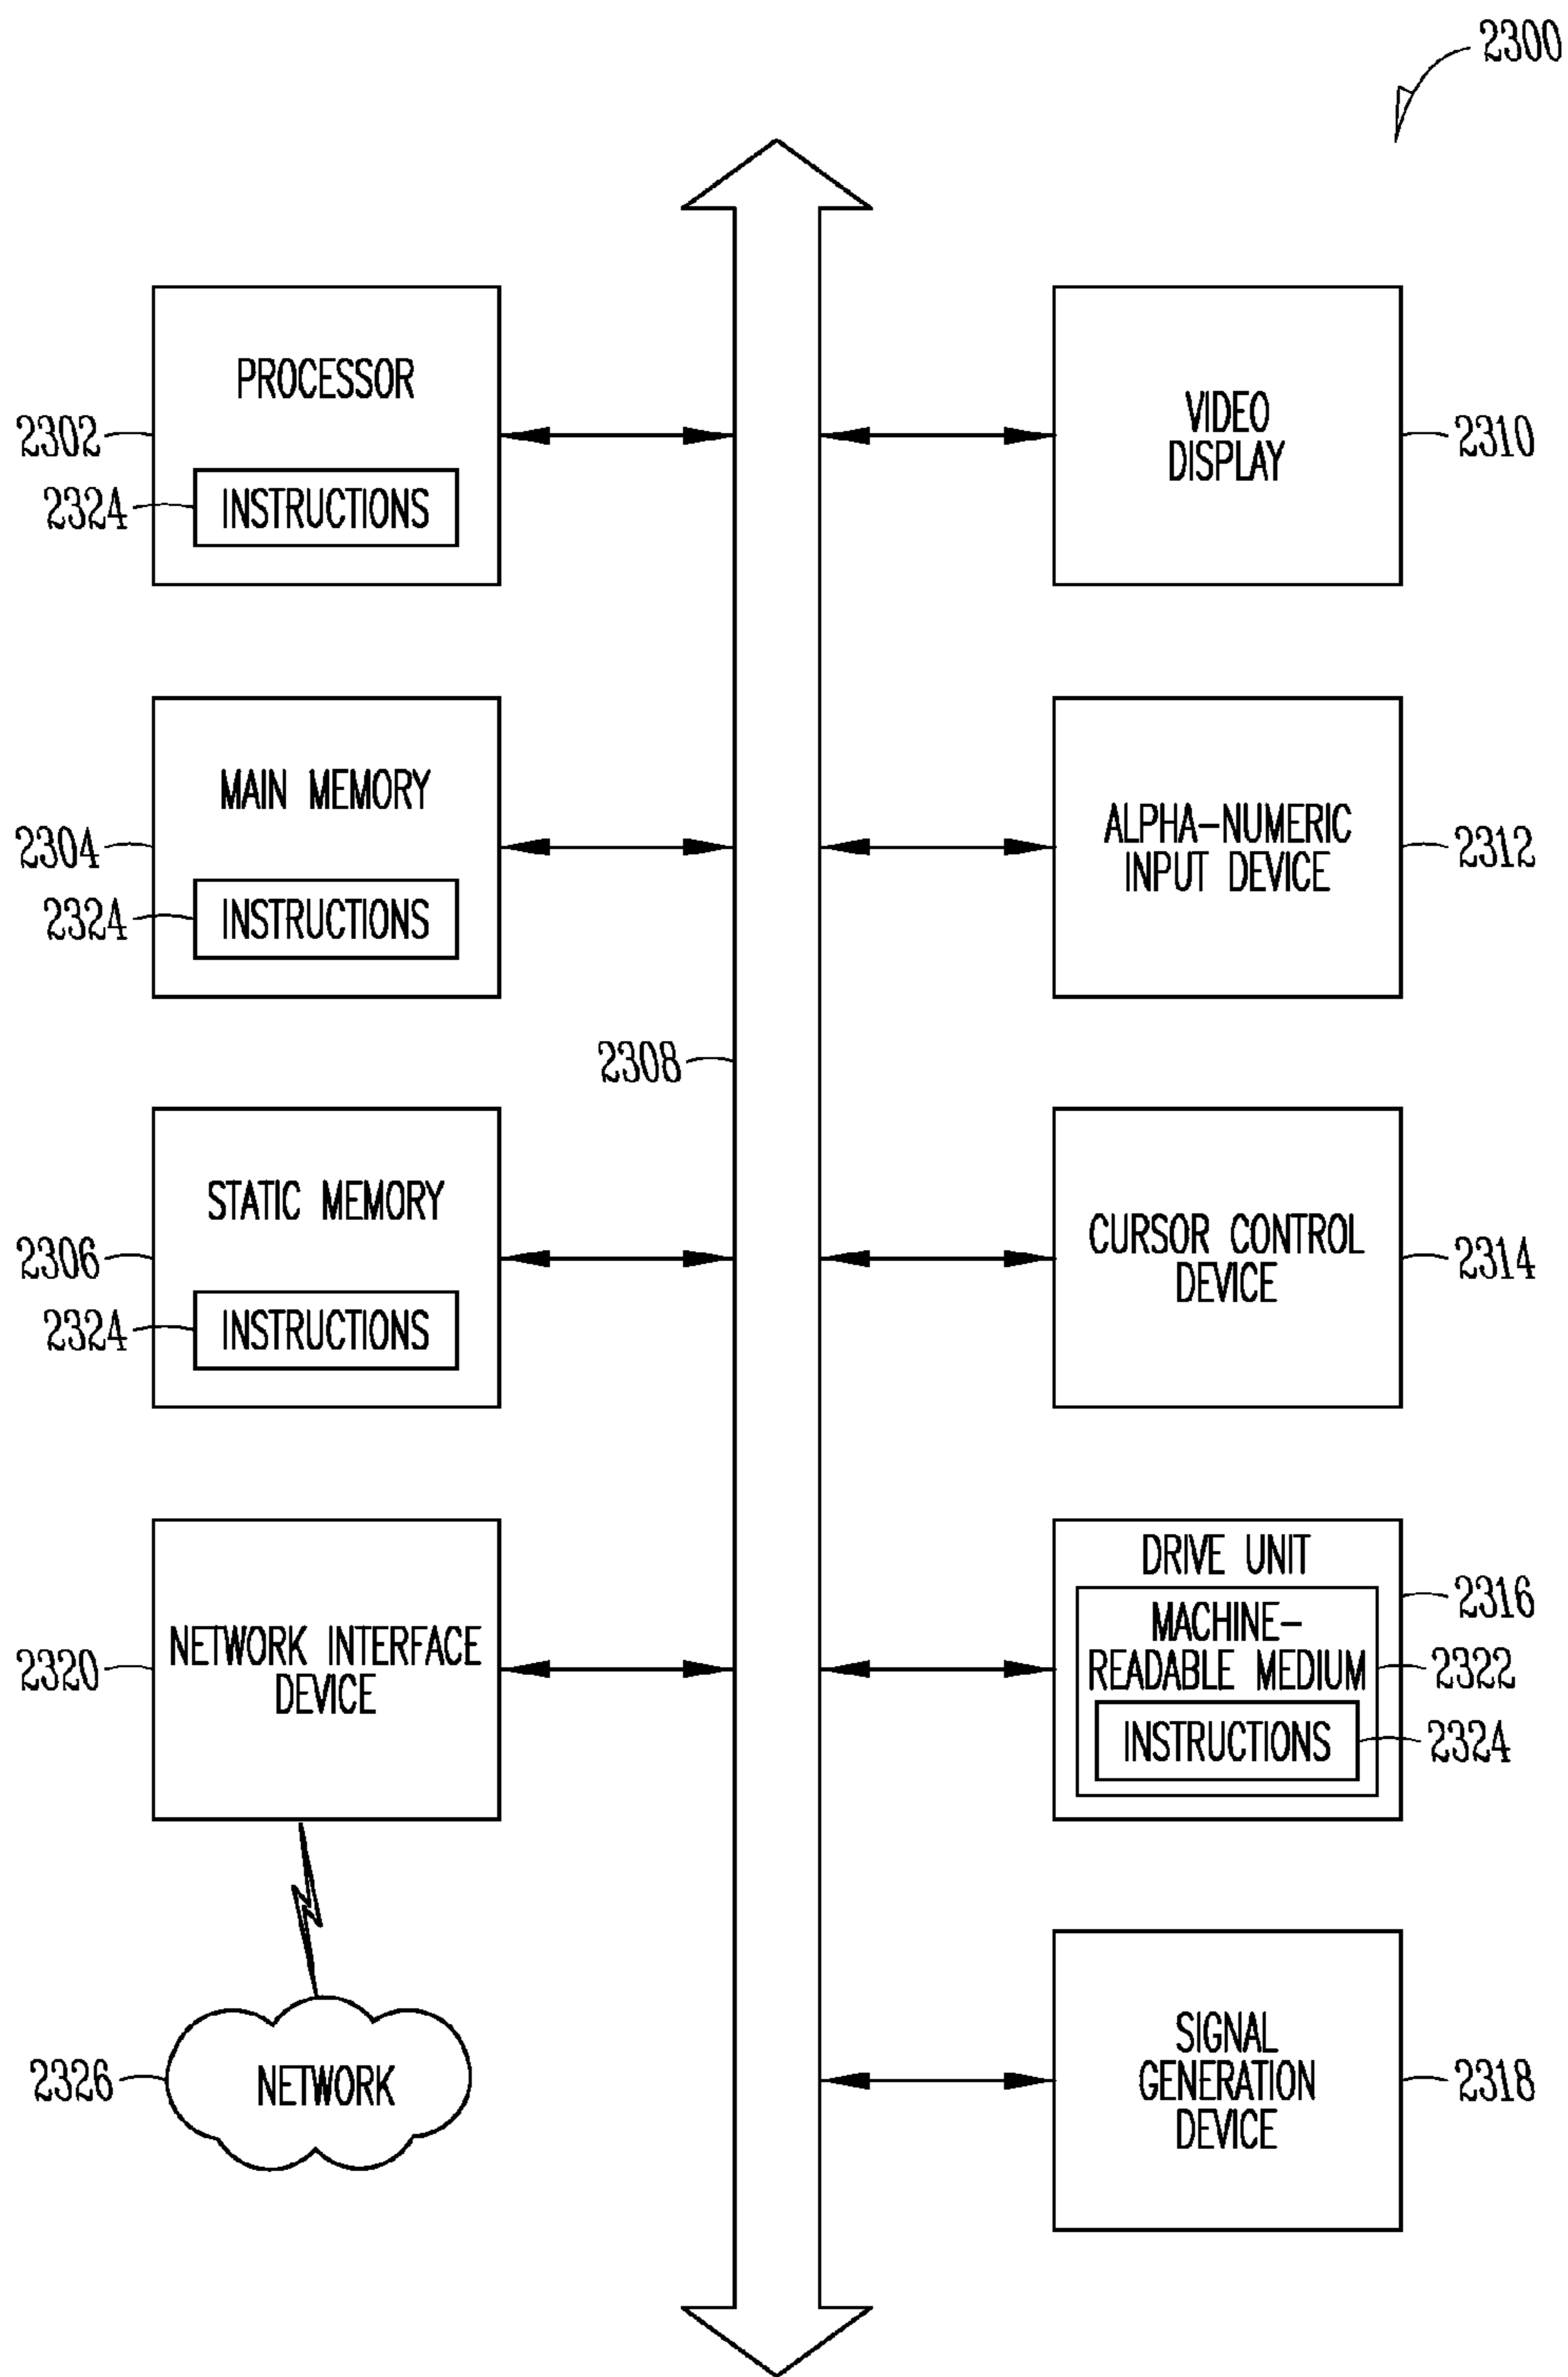 2300
PROCESSOR
2302
2324
INSTRUCTIONS
VIDEO
DISPLAY
2310
MAIN MEMORY
2304
2324
INSTRUCTIONS
ALPHA-NUMERIC
INPUT DEVICE
2312
2308
STATIC MEMORY
2306
2324
INSTRUCTIONS
CURSOR CONTROL
DEVICE
2314
NETWORK INTERFACE
DEVICE
2320
DRIVE UNIT
2316
MACHINE-
READABLE MEDIUM
2322
INSTRUCTIONS
2324
2326
NETWORK
SIGNAL
GENERATION
DEVICE
2318